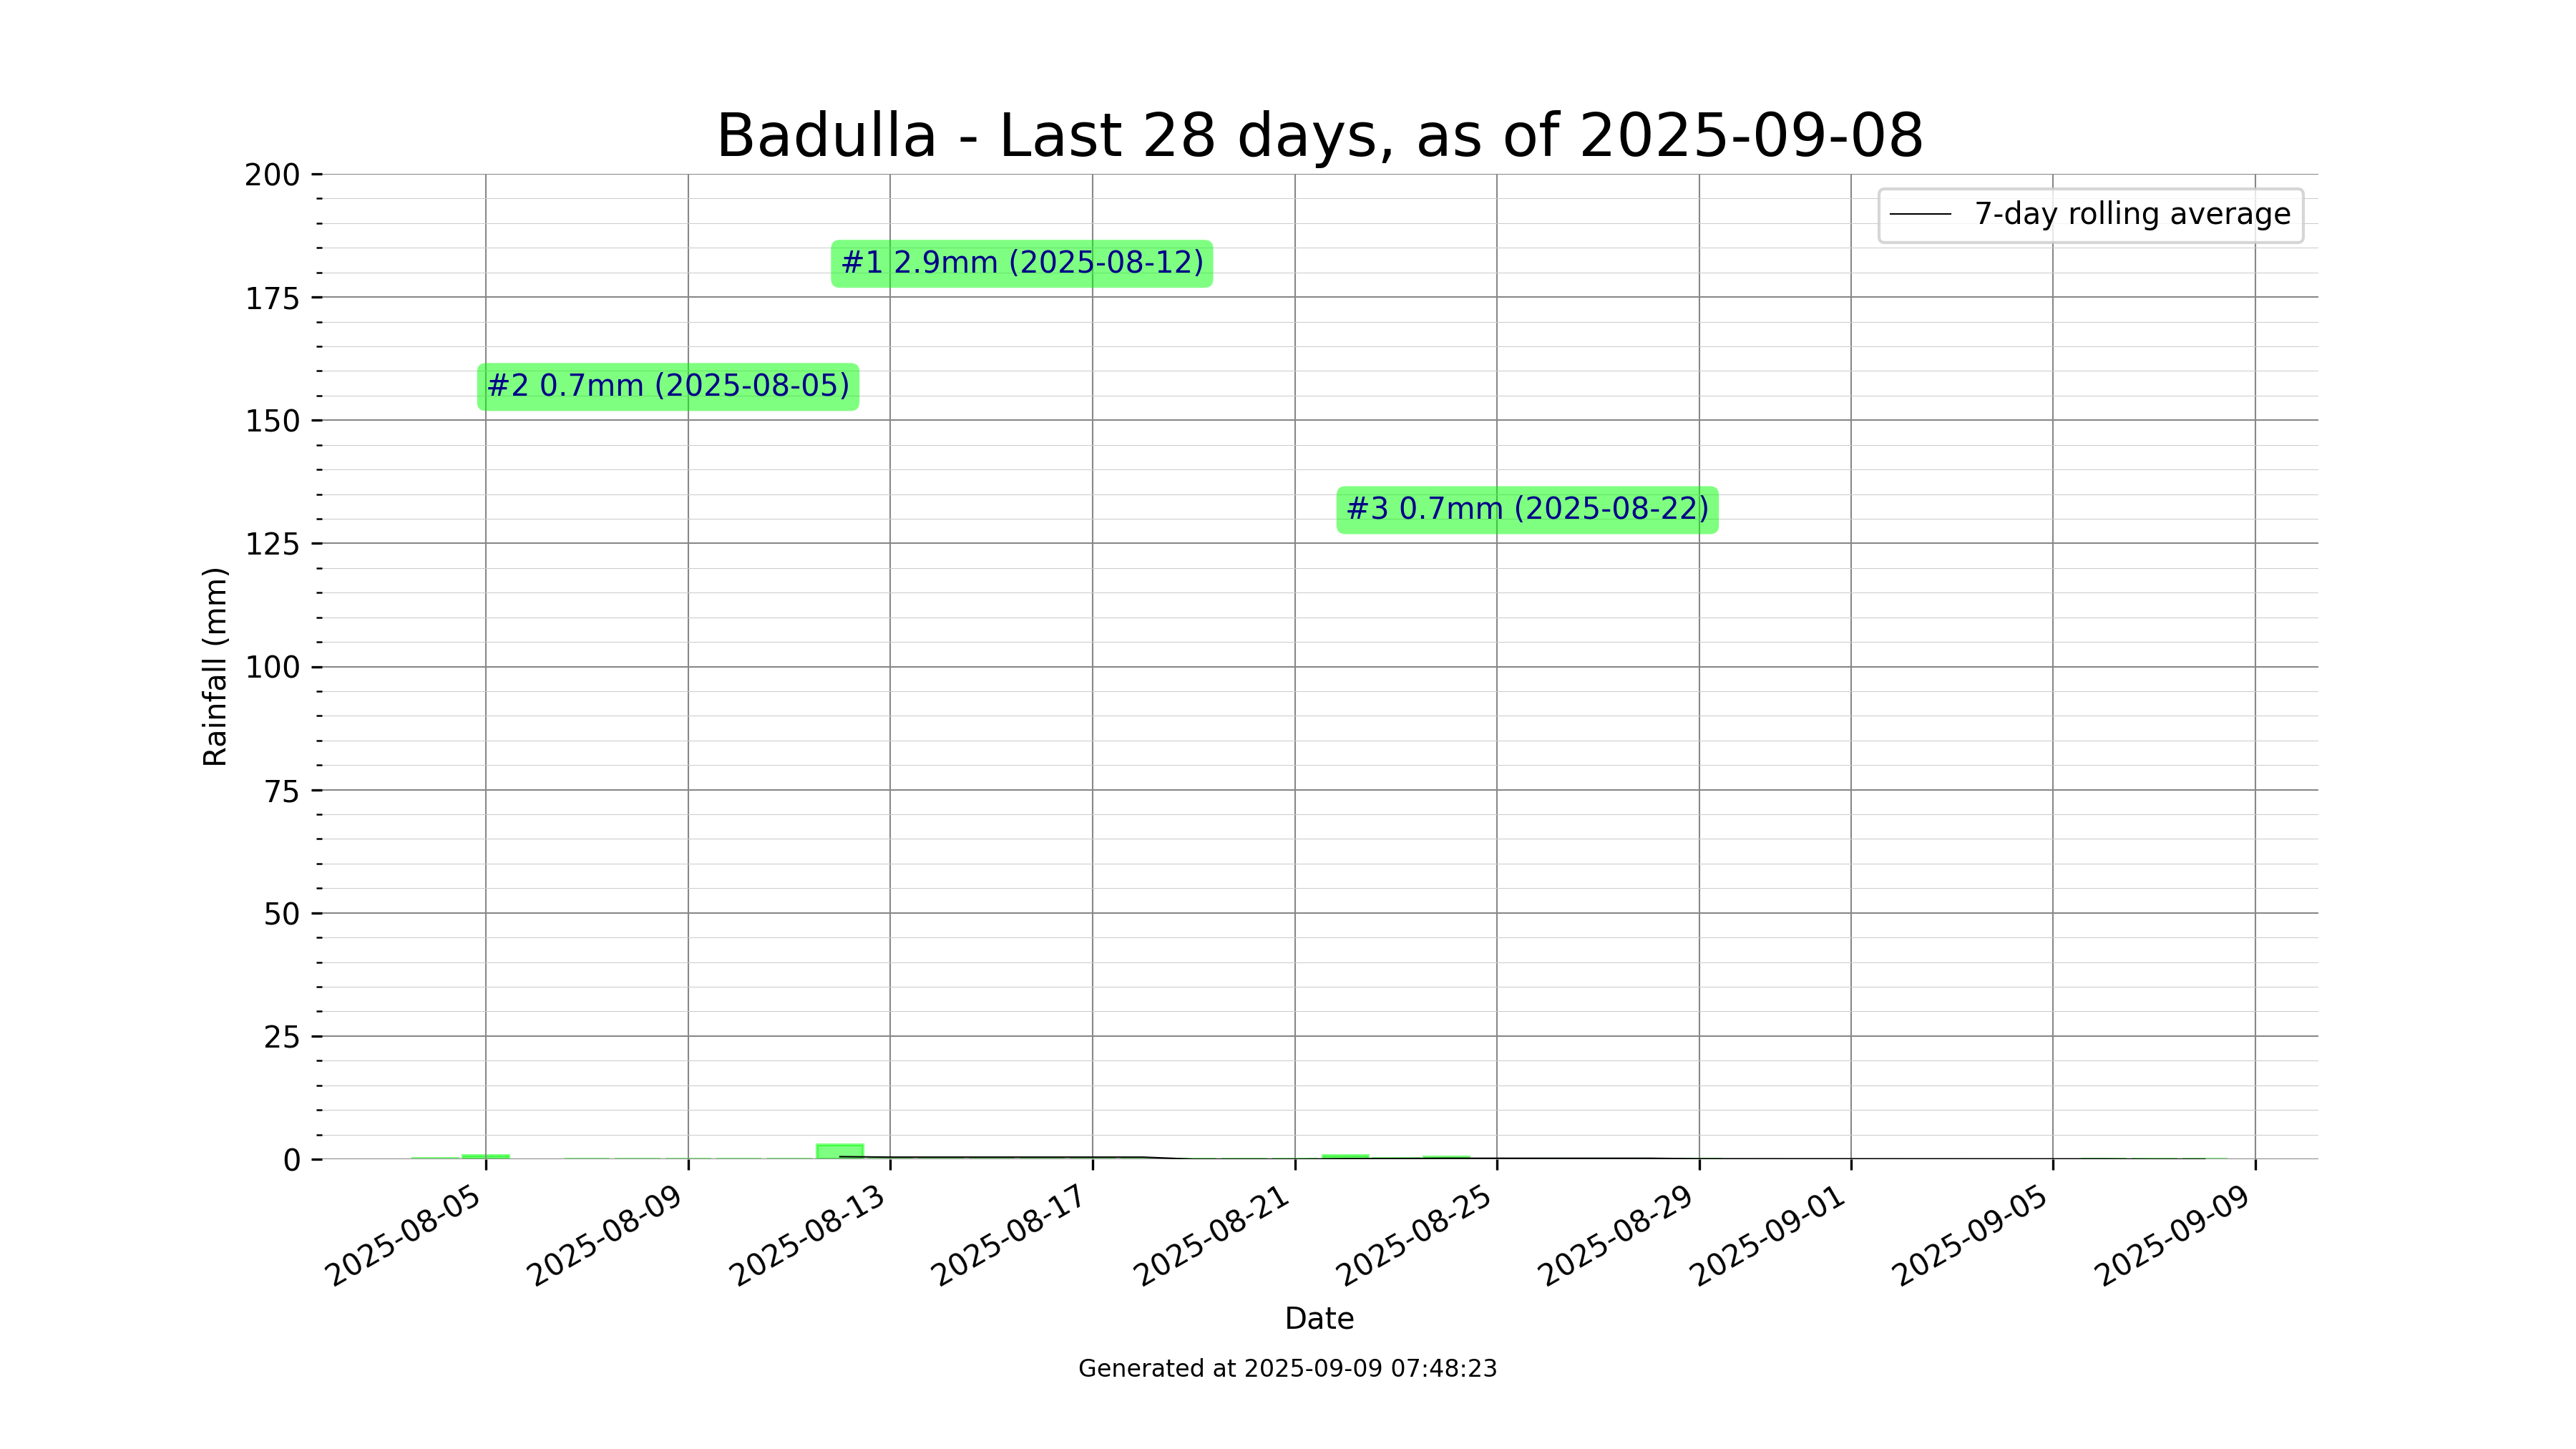 Badulla - Last 28 days, as of 2025-09-08
7-day rolling average
#1 2.9mm (2025-08-12)
#2 0.7mm (2025-08-05)
#3 0.7mm (2025-08-22)
Rainfall (mm)
200
175
150
125
100
75
50
25
0
2025-08-05
2025-08-09
2025-08-13
2025-08-17
2025-08-21
2025-08-25
2025-08-29
2025-09-01
2025-09-05
2025-09-09
Date
Generated at 2025-09-09 07:48:23